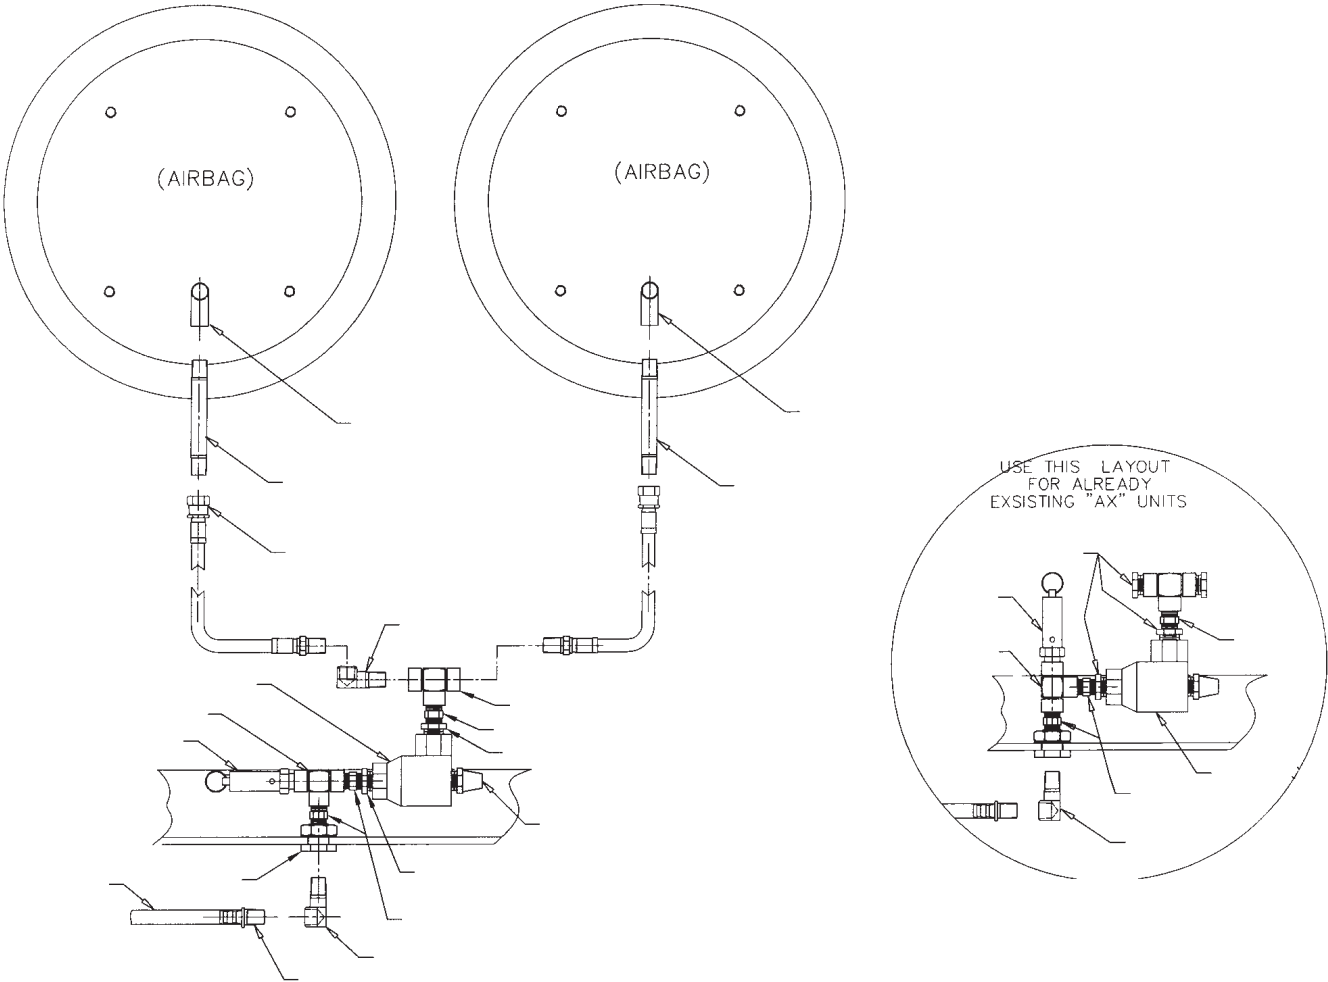 (AIRBAG)
(AIRBAG)
USE THIS LAYOUT
FOR ALREADY
EXSISTING "AX" UNITS